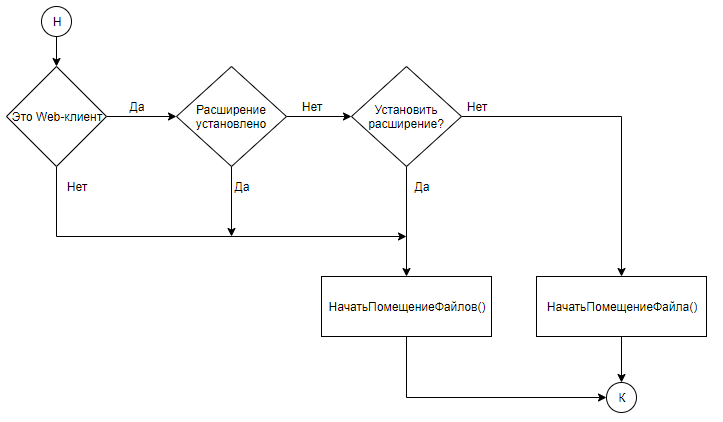 Н
Это Web-клиент
Да
Расширение
установлено
Нет
Установить
расширение?
Нет
Нет
Да
Да
НачатьПомещениеФайлов()
НачатьПомещениеФайла()
К